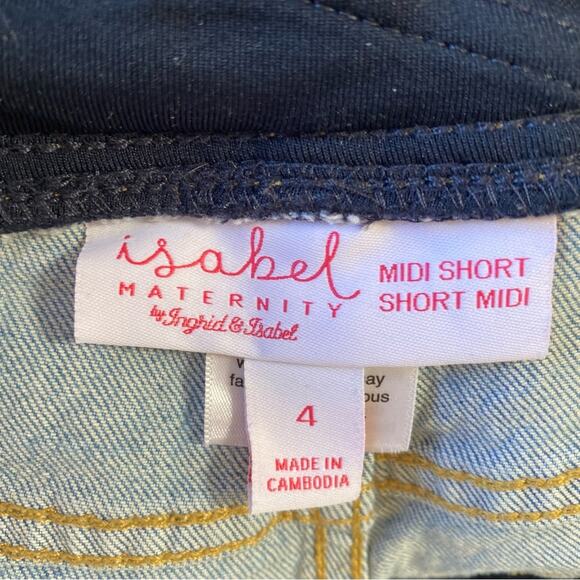 isabel
MATERNITY
by Ingrid & Isabel
MIDI SHORT
SHORT MIDI
4
MADE IN
CAMBODIA